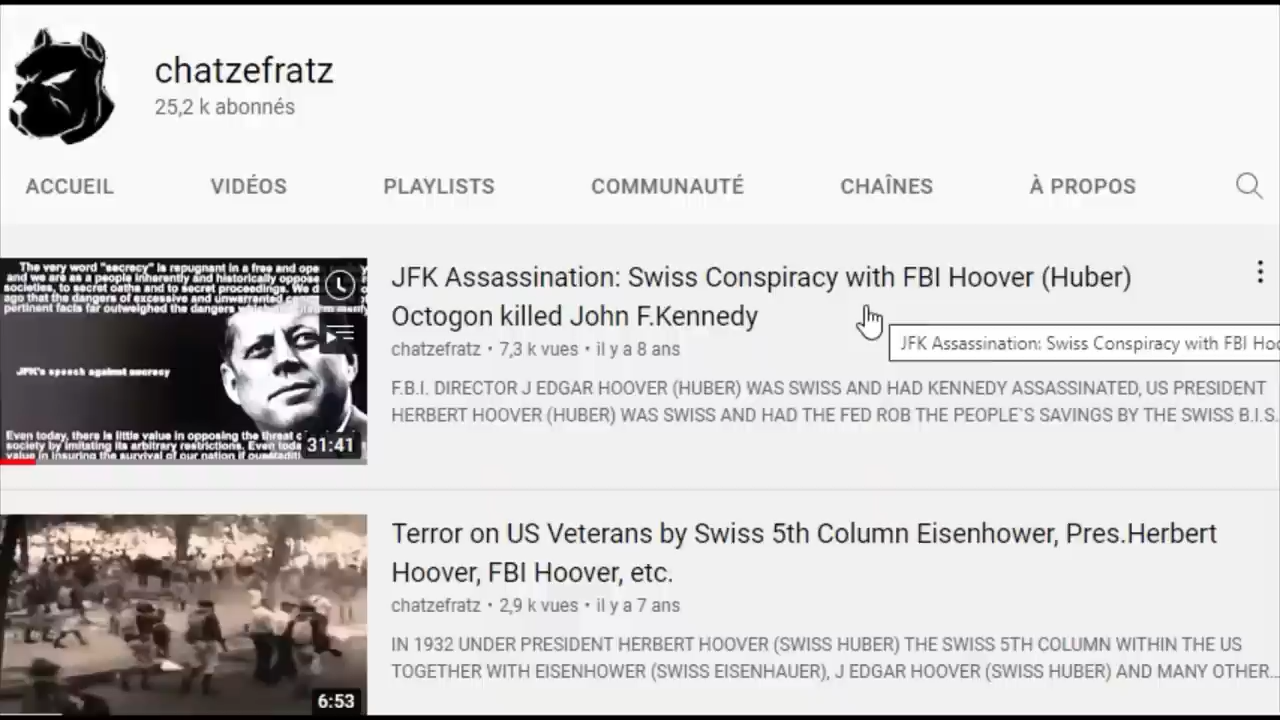 chatzefratz
25,2 k abonnés
ACCUEIL VIDÉOS PLAYLISTS COMMUNAUTÉ CHAÎNES À PROPOS
The very word "secrecy" is repugnant in a free and ope
and we are as a people inherently and historically oppose
societies, to secret oaths and to secret proceedings. We d
ago that the dangers of excessive and unwarranted
pertinent facts far outweighed the dangers which
JFK's speech against secrecy
Even today, there is little value in opposing the threat
society by imitating its arbitrary restrictions. Even toda
value in insuring the survival of our nation if
31:41
JFK Assassination: Swiss Conspiracy with FBI Hoover (Huber)
Octogon killed John F.Kennedy
chatzefratz • 7,3 k vues • il y a 8 ans
JFK Assassination: Swiss Conspiracy with FBI Hoo
F.B.I. DIRECTOR J EDGAR HOOVER (HUBER) WAS SWISS AND HAD KENNEDY ASSASSINATED, US PRESIDENT
HERBERT HOOVER (HUBER) WAS SWISS AND HAD THE FED ROB THE PEOPLE`S SAVINGS BY THE SWISS B.I.S.
6:53
Terror on US Veterans by Swiss 5th Column Eisenhower, Pres.Herbert
Hoover, FBI Hoover, etc.
chatzefratz • 2,9 k vues • il y a 7 ans
IN 1932 UNDER PRESIDENT HERBERT HOOVER (SWISS HUBER) THE SWISS 5TH COLUMN WITHIN THE US
TOGETHER WITH EISENHOWER (SWISS EISENHAUER), J EDGAR HOOVER (SWISS HUBER) AND MANY OTHER...